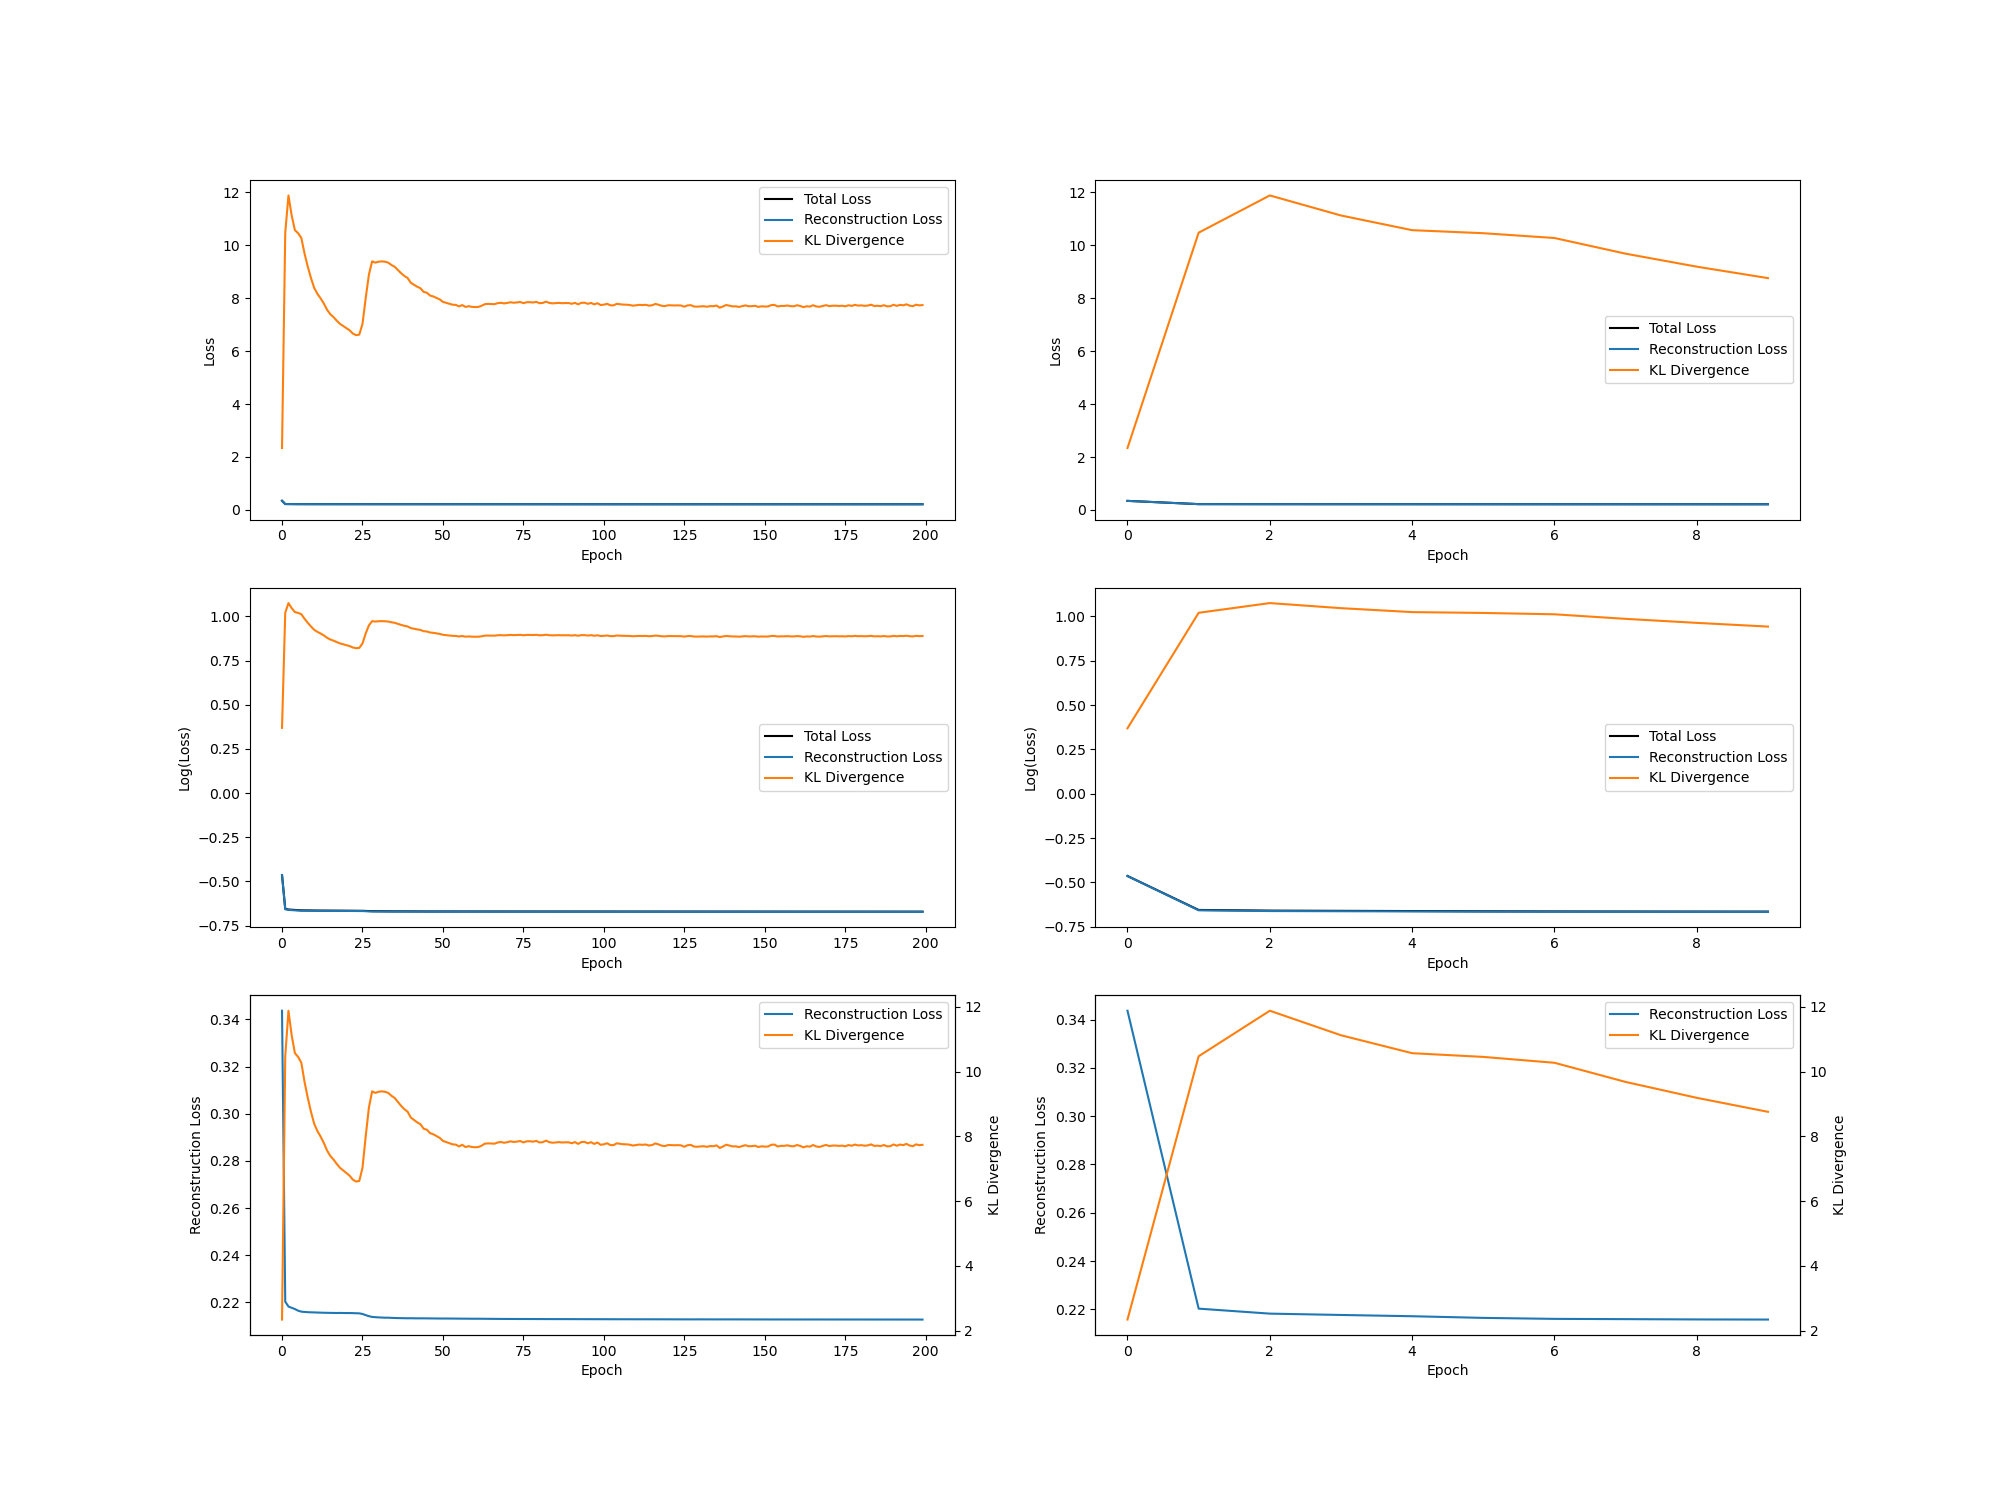 12
10
8
6
4
2
0
Loss
Total Loss
Reconstruction Loss
KL Divergence
0 25 50 75 100 125 150 175 200
Epoch
12
10
8
6
4
2
0
Loss
Total Loss
Reconstruction Loss
KL Divergence
0 2 4 6 8
Epoch
1.00
0.75
0.50
0.25
0.00
−0.25
−0.50
−0.75
Log(Loss)
Total Loss
Reconstruction Loss
KL Divergence
0 25 50 75 100 125 150 175 200
Epoch
1.00
0.75
0.50
0.25
0.00
−0.25
−0.50
−0.75
Log(Loss)
Total Loss
Reconstruction Loss
KL Divergence
0 2 4 6 8
Epoch
0.34
0.32
0.30
0.28
0.26
0.24
0.22
Reconstruction Loss
Reconstruction Loss
KL Divergence
12
10
8
6
4
2
KL Divergence
0 25 50 75 100 125 150 175 200
Epoch
0.34
0.32
0.30
0.28
0.26
0.24
0.22
Reconstruction Loss
Reconstruction Loss
KL Divergence
12
10
8
6
4
2
KL Divergence
0 2 4 6 8
Epoch